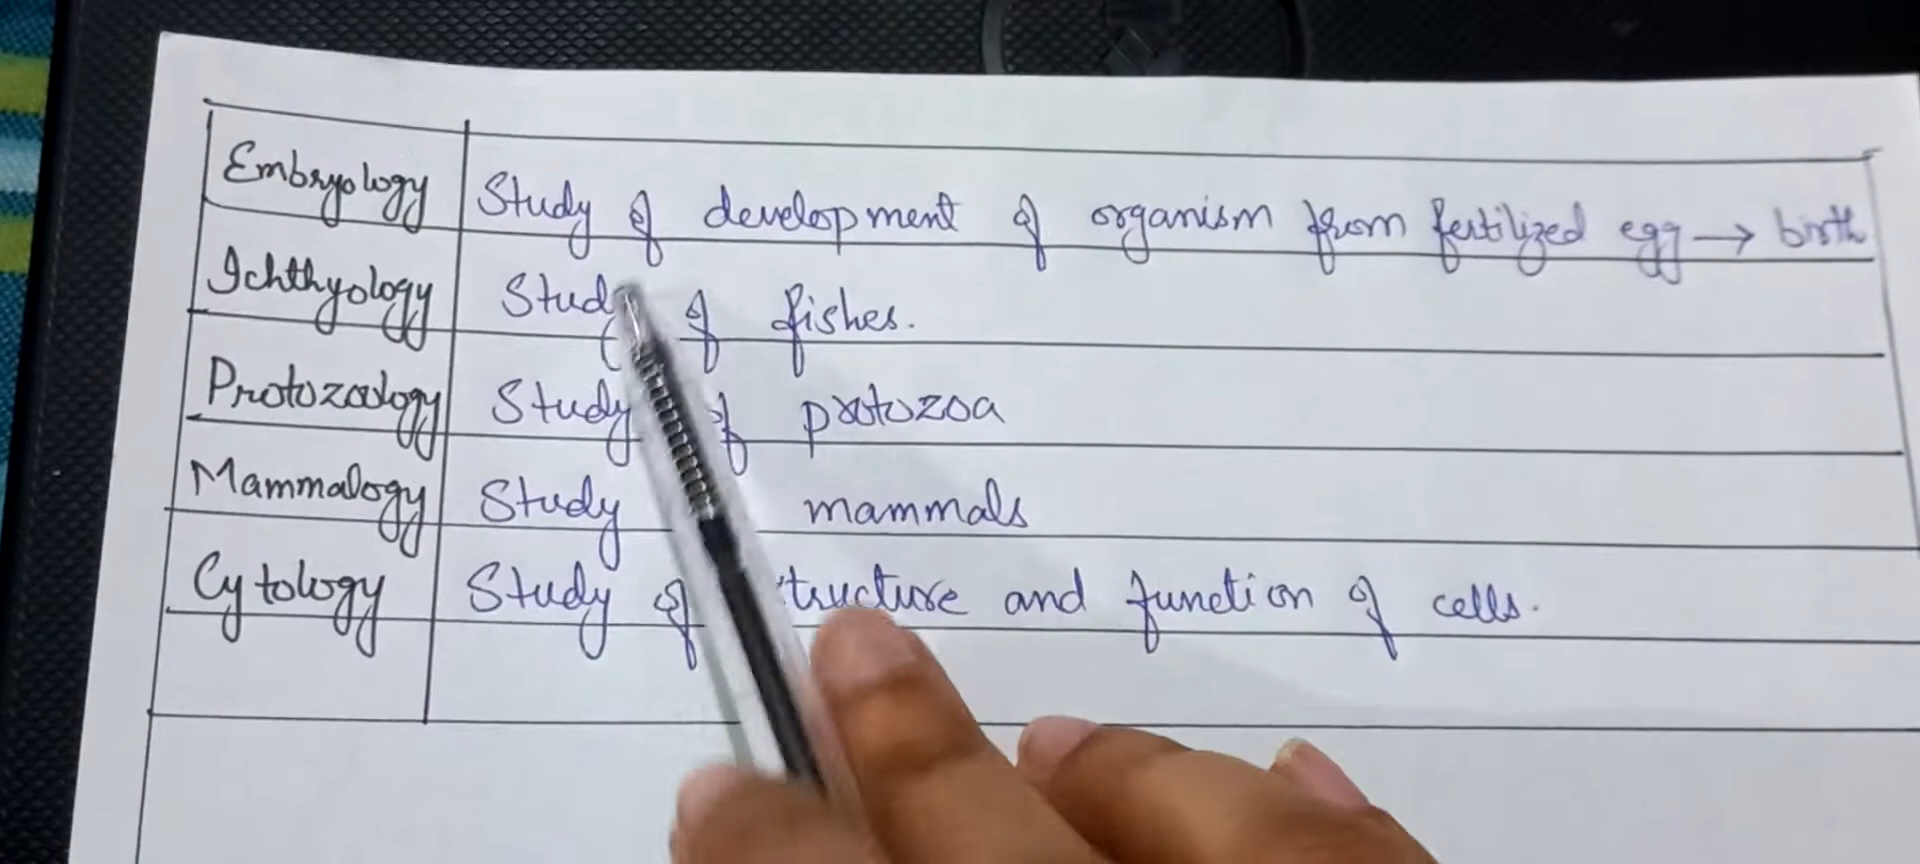 Embryology Study of development of organism from fertilized egg → birth
Ichthyology Study of fishes.
Protozoology Study of protozoa
Mammalogy Study mammals
Cytology Study of structure and function of cells.